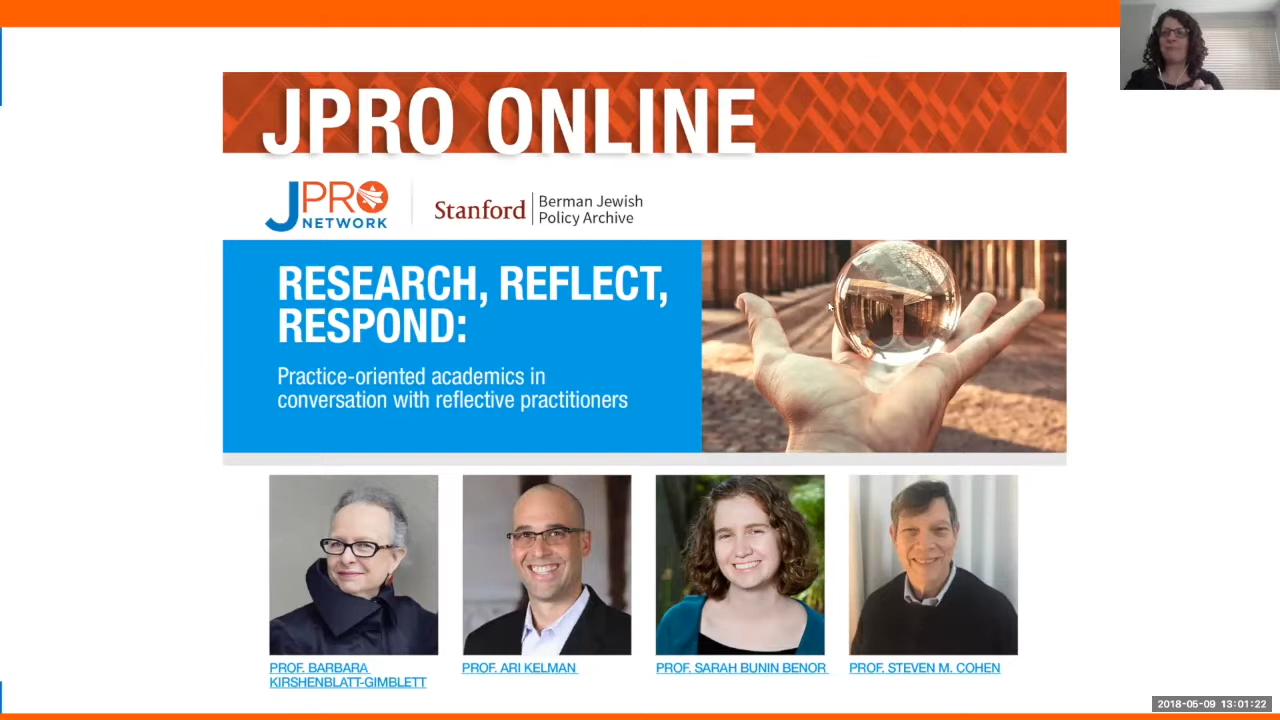 JPRO ONLINE
JPRO
NETWORK
Stanford
Berman Jewish
Policy Archive
RESEARCH, REFLECT,
RESPOND:
Practice-oriented academics in
conversation with reflective practitioners
PROF. BARBARA
KIRSHENBLATT-GIMBLETT
PROF. ARI KELMAN
PROF. SARAH BUNIN BENOR
PROF. STEVEN M. COHEN
2018-05-09 13:01:22